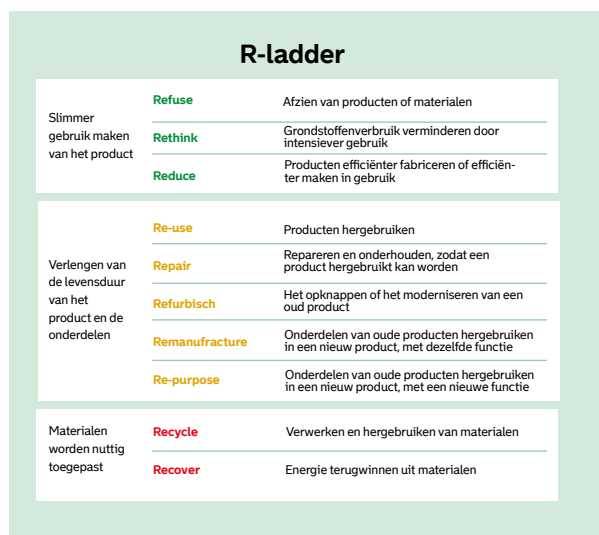 R-ladder
Slimmer
gebruik maken
van het product
Refuse
Afzien van producten of materialen
Rethink
Grondstoffenverbruik verminderen door
intensiever gebruik
Reduce
Producten efficiënter fabriceren of efficiën-
ter maken in gebruik
Verlengen van
de levensduur
van het
product en de
onderdelen
Re-use
Producten hergebruiken
Repair
Repareren en onderhouden, zodat een
product hergebruikt kan worden
Refurbisch
Het opknappen of het moderniseren van een
oud product
Remanufracture
Onderdelen van oude producten hergebruiken
in een nieuw product, met dezelfde functie
Re-purpose
Onderdelen van oude producten hergebruiken
in een nieuw product, met een nieuwe functie
Materialen
worden nuttig
toegepast
Recycle
Verwerken en hergebruiken van materialen
Recover
Energie terugwinnen uit materialen